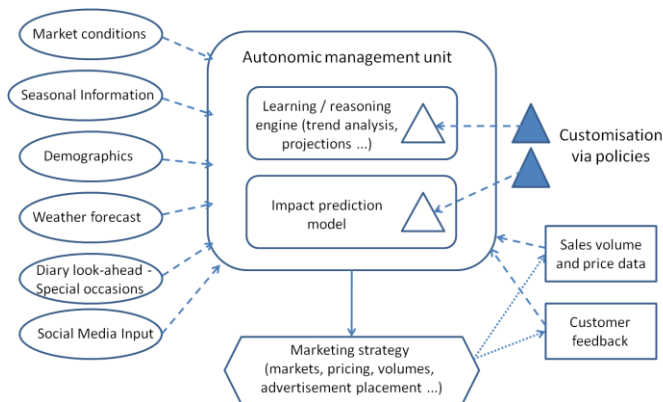 Market conditions
Seasonal Information
Demographics
Weather forecast
Diary look-ahead -
Special occasions
Social Media Input
Autonomic management unit
Learning / reasoning
engine (trend analysis,
projections ...)
Impact prediction
model
Customisation
via policies
Sales volume
and price data
Customer
feedback
Marketing strategy
(markets, pricing, volumes,
advertisement placement ...)